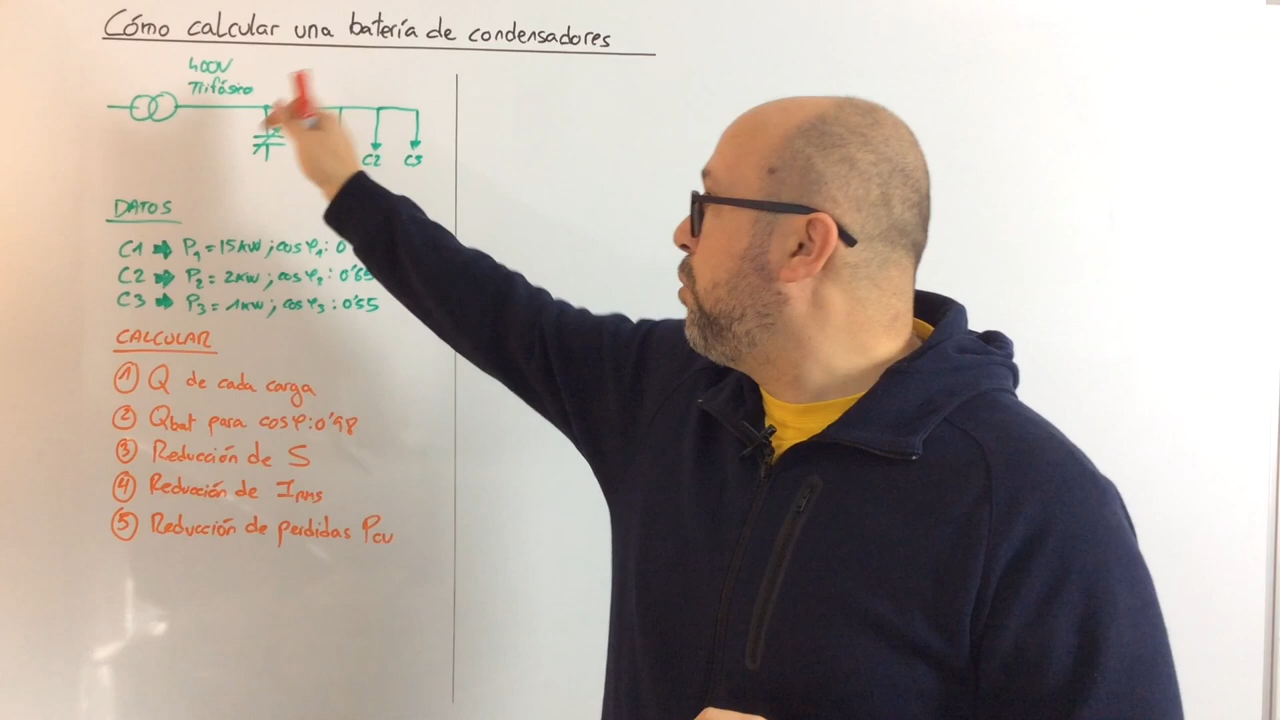 Cómo calcular una batería de condensadores
400V
Trifásico
C2 C3
DATOS
C1 ➡ P₁ = 15kW ; cos φ₁: 0
C2 ➡ P₂ = 2kW ; cos φ₂: 0'65
C3 ➡ P₃ = 1kW ; cos φ₃: 0'55
CALCULAR
① Q de cada carga
② Qbat para cos φ: 0'98
③ Reducción de S
④ Reducción de IRMS
⑤ Reducción de perdidas Pcu